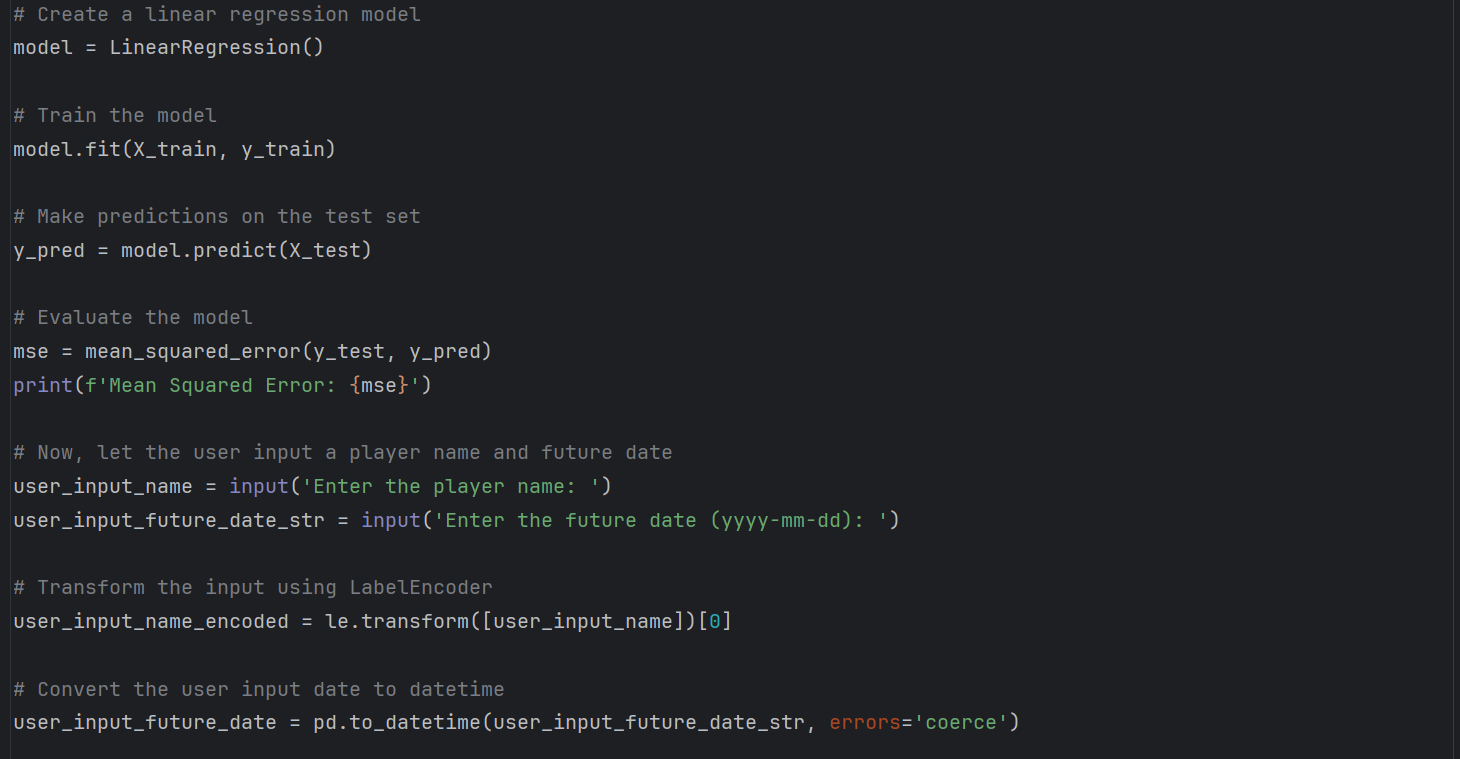 # Create a linear regression model
model = LinearRegression()
# Train the model
model.fit(X_train, y_train)
# Make predictions on the test set
y_pred = model.predict(X_test)
# Evaluate the model
mse = mean_squared_error(y_test, y_pred)
print(f'Mean Squared Error: {mse}')
# Now, let the user input a player name and future date
user_input_name = input('Enter the player name: ')
user_input_future_date_str = input('Enter the future date (yyyy-mm-dd): ')
# Transform the input using LabelEncoder
user_input_name_encoded = le.transform([user_input_name])[0]
# Convert the user input date to datetime
user_input_future_date = pd.to_datetime(user_input_future_date_str, errors='coerce')